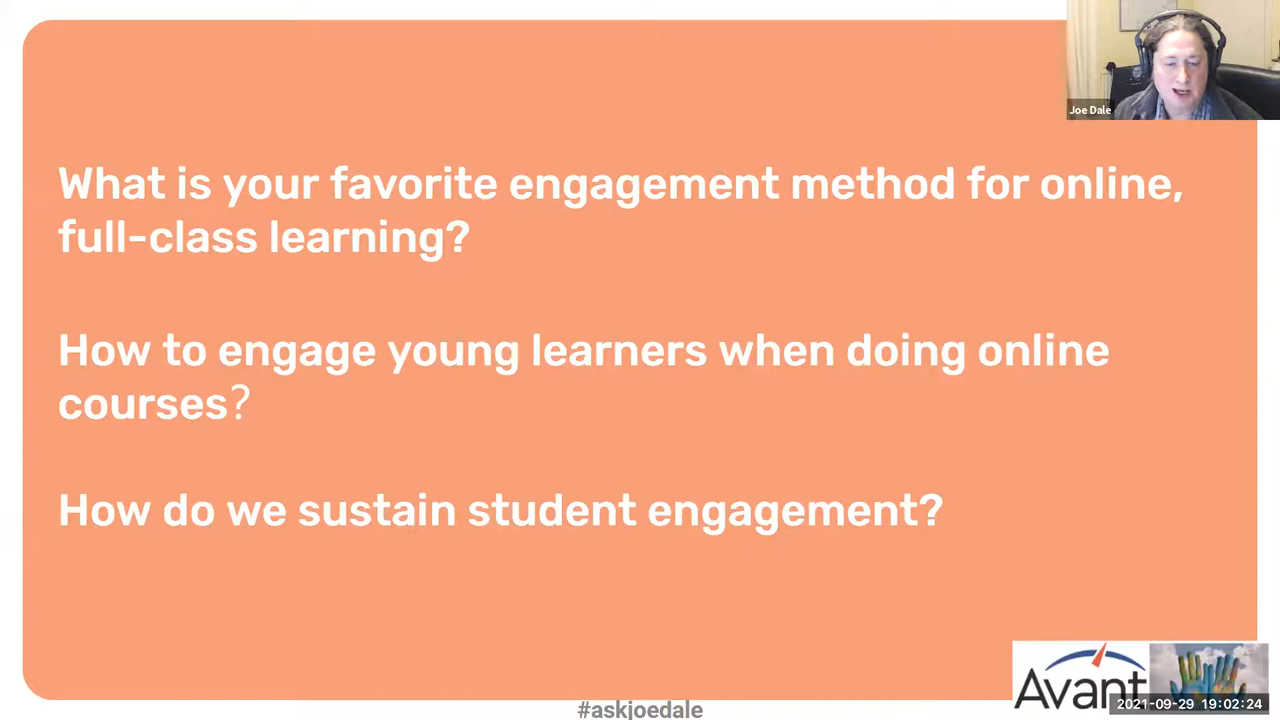 Joe Dale
What is your favorite engagement method for online,
full-class learning?
How to engage young learners when doing online
courses？
How do we sustain student engagement?
Avant
2021-09-29 19:02:24
#askjoedale